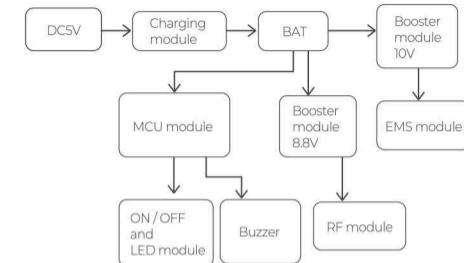 DC5V
Charging
module
BAT
Booster
module
10V
MCU module
Booster
module
8.8V
EMS module
ON / OFF
and
LED module
Buzzer
RF module